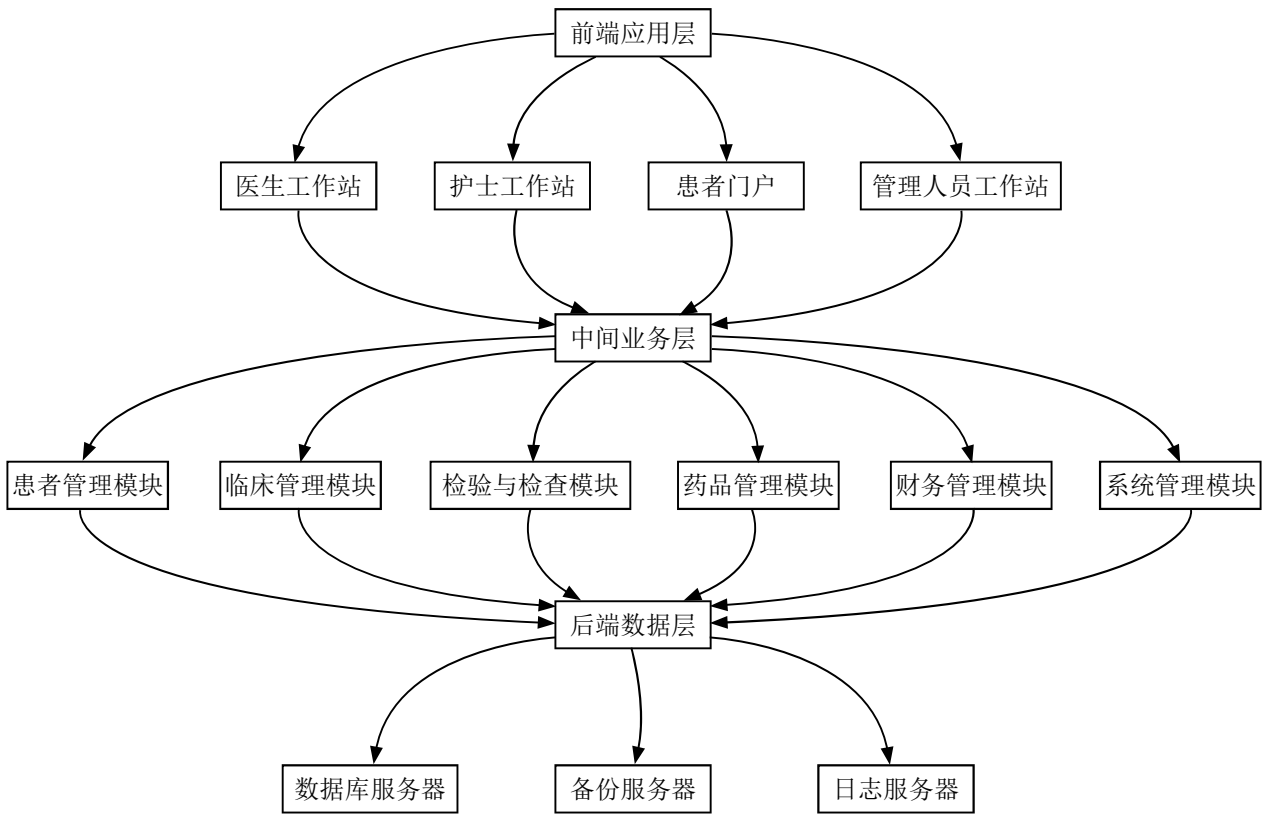 前端应用层
医生工作站
护士工作站
患者门户
管理人员工作站
中间业务层
患者管理模块
临床管理模块
检验与检查模块
药品管理模块
财务管理模块
系统管理模块
后端数据层
数据库服务器
备份服务器
日志服务器